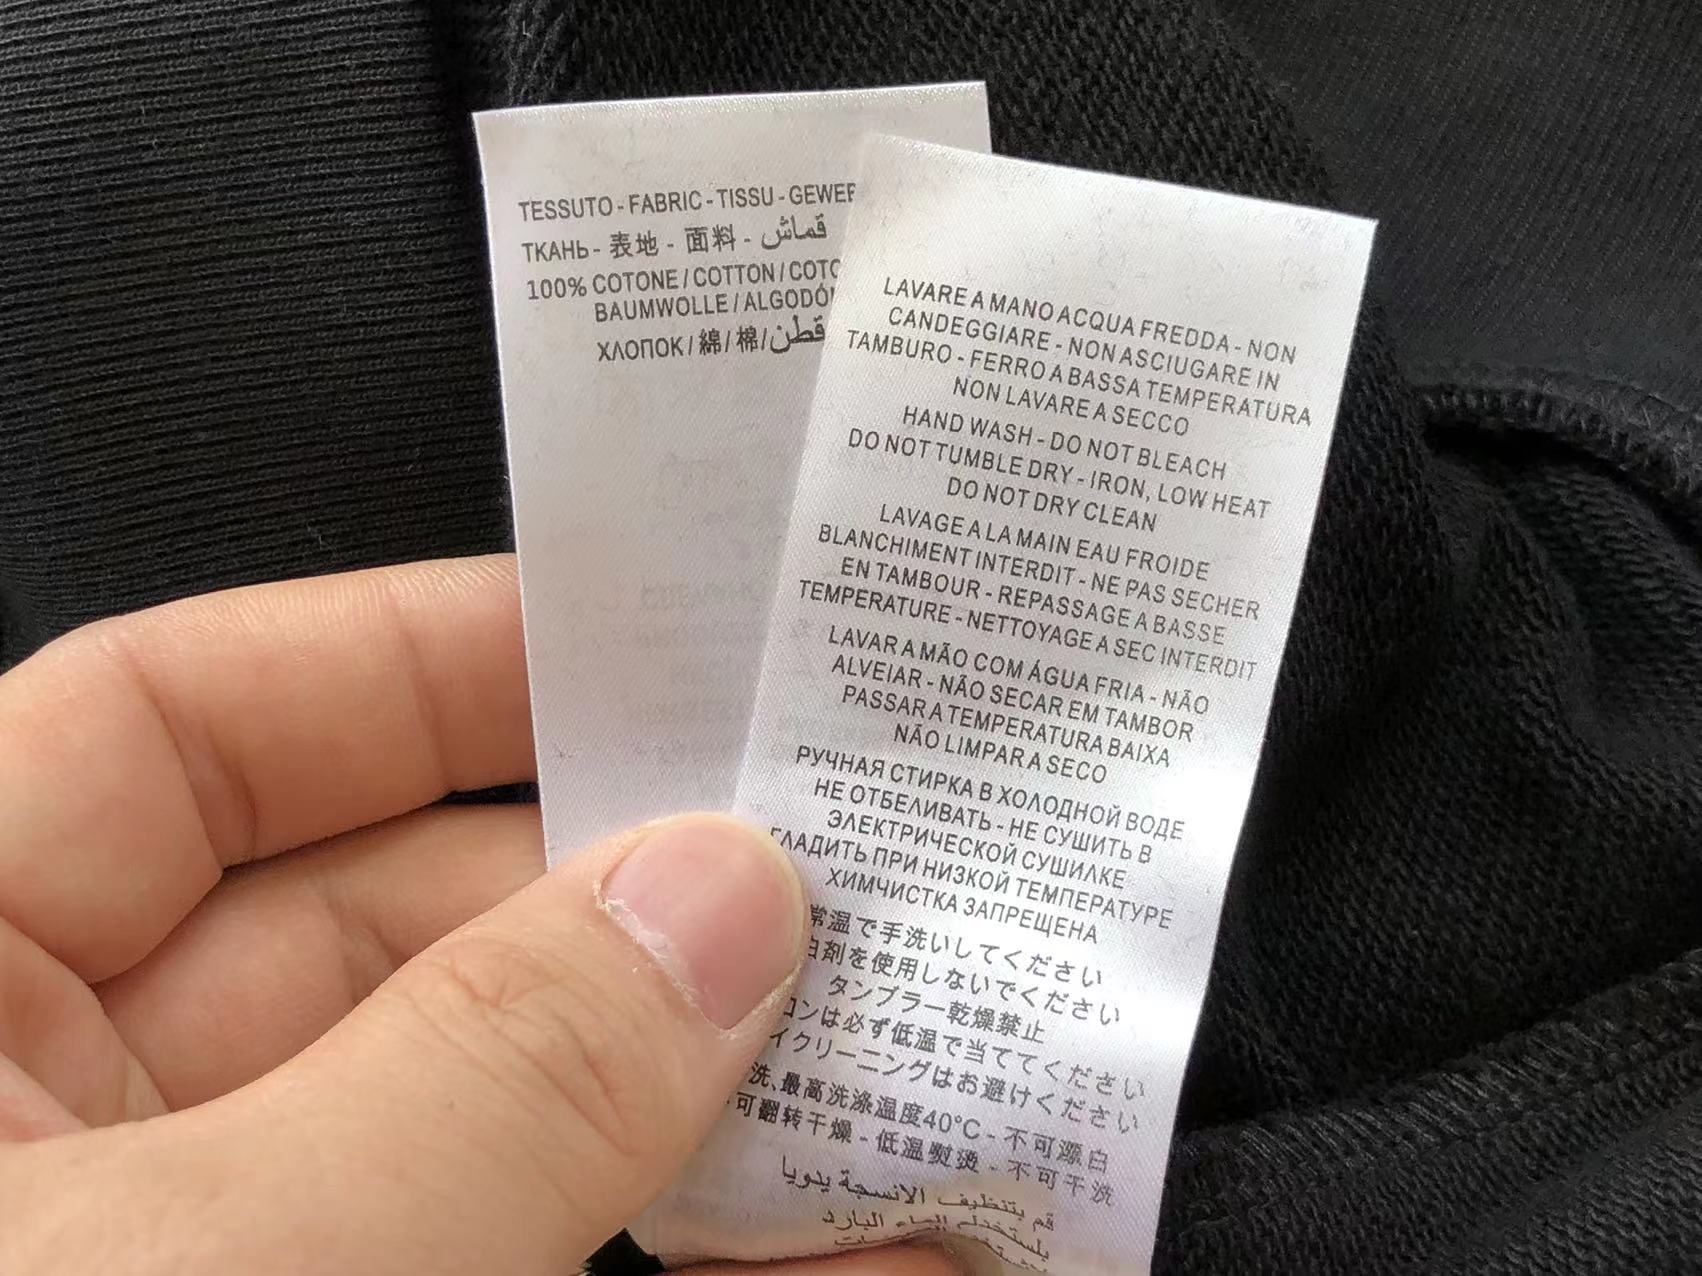 TESSUTO - FABRIC - TISSU -
ТКАНЬ - 表地 - 面料 - قماش
100% COTONE / COTTON /
BAUMWOLLE / ALGODÓN
ХЛОПОК / 綿 / 棉 / قطن
LAVARE A MANO ACQUA FREDDA - NON
CANDEGGIARE - NON ASCIUGARE IN
TAMBURO - FERRO A BASSA TEMPERATURA
NON LAVARE A SECCO
HAND WASH - DO NOT BLEACH
DO NOT TUMBLE DRY - IRON, LOW HEAT
DO NOT DRY CLEAN
LAVAGE A LA MAIN EAU FROIDE
BLANCHIMENT INTERDIT - NE PAS SECHER
EN TAMBOUR - REPASSAGE A BASSE
TEMPERATURE - NETTOYAGE A SEC INTERDIT
LAVAR A MÃO COM ÁGUA FRIA - NÃO
ALVEIAR - NÃO SECAR EM TAMBOR
PASSAR A TEMPERATURA BAIXA
NÃO LIMPAR A SECO
РУЧНАЯ СТИРКА В ХОЛОДНОЙ ВОДЕ
НЕ ОТБЕЛИВАТЬ - НЕ СУШИТЬ В
ЭЛЕКТРИЧЕСКОЙ СУШИЛКЕ
ГЛАДИТЬ ПРИ НИЗКОЙ ТЕМПЕРАТУРЕ
ХИМЧИСТКА ЗАПРЕЩЕНА
常温で手洗いしてください
白剤を使用しないでください
タンブラー乾燥禁止
ロンは必ず低温で当ててください
イクリーニングはお避けください
洗、最高洗涤温度40°C - 不可漂白
可翻转干燥 - 低温熨烫 - 不可干洗
قم بتنظيف الانسجة يدويا
البارد